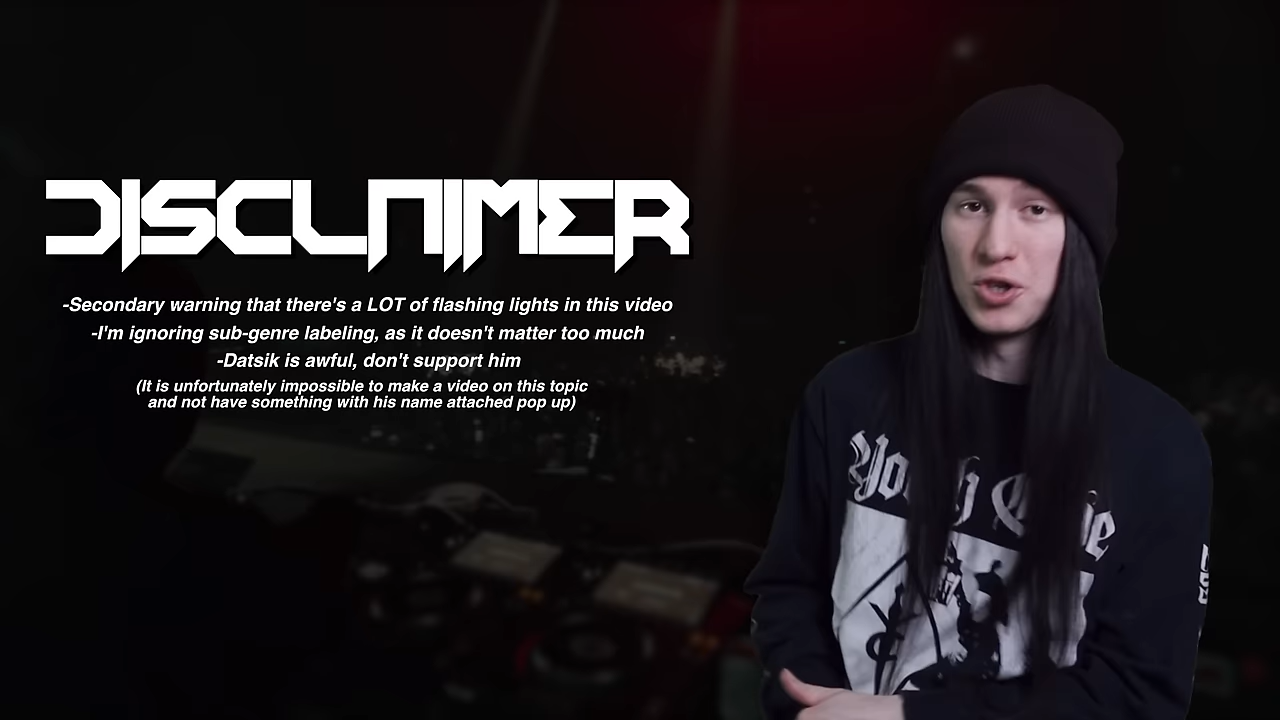 DISCLAIMER
-Secondary warning that there's a LOT of flashing lights in this video
-I'm ignoring sub-genre labeling, as it doesn't matter too much
-Datsik is awful, don't support him
(It is unfortunately impossible to make a video on this topic
and not have something with his name attached pop up)